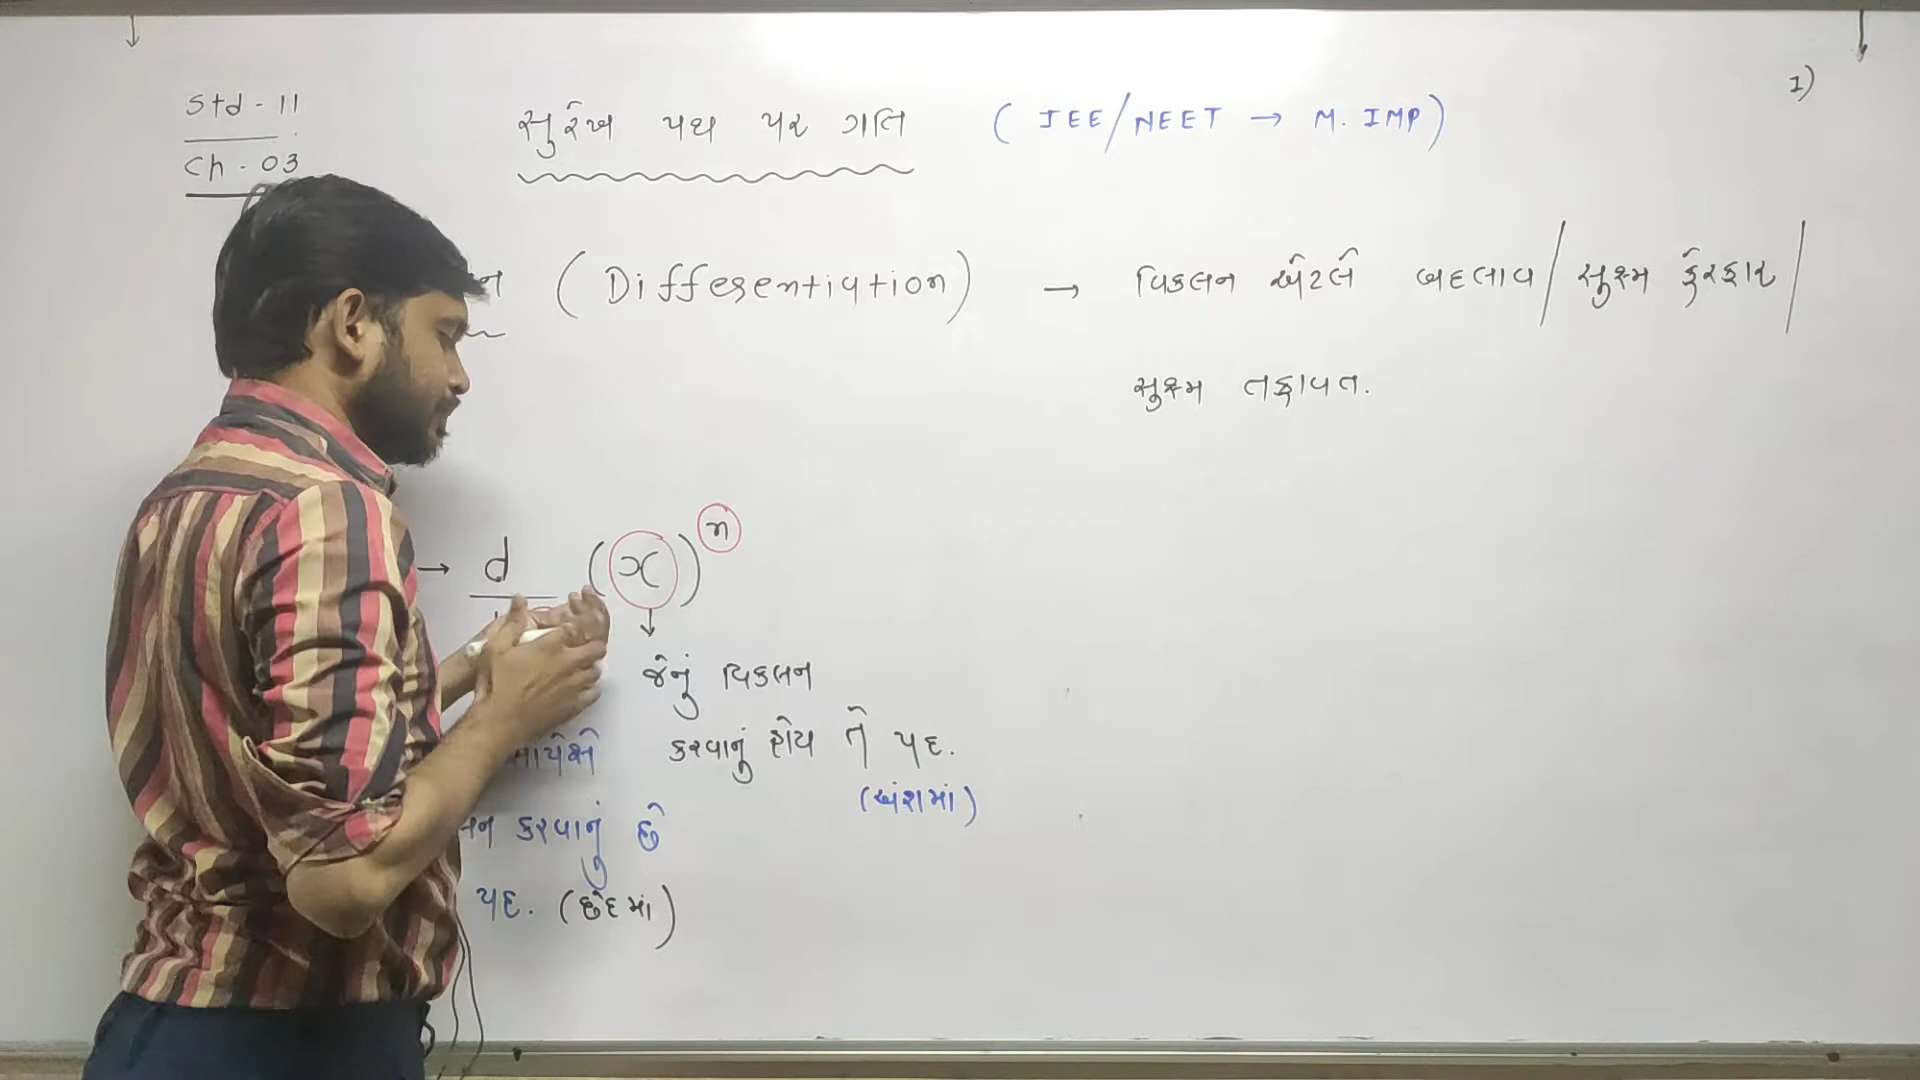 Std - 11
Ch - 03
સુરેખ પથ પર ગતિ ( JEE/NEET → M. IMP)
1)
(Differentiation) → વિકલન એટલે બદલાવ/સુક્ષ્મ ફેરફાર/
સુક્ષ્મ તફાવત.
→ d (x)^n
જેનું વિકલન
કરવાનું હોય તે પદ.
(અંશમાં)
સાપેક્ષે
કરવાનું છે
પદ. (છેદમાં)